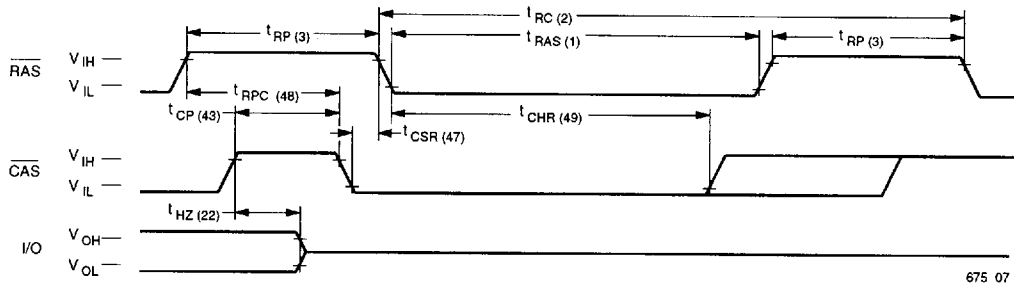 t RC (2)
t RP (3)
t RAS (1)
t RP (3)
RAS
V IH
V IL
t RPC (48)
t CP (43)
t CSR (47)
t CHR (49)
CAS
V IH
V IL
t HZ (22)
I/O
V OH
V OL
675 07